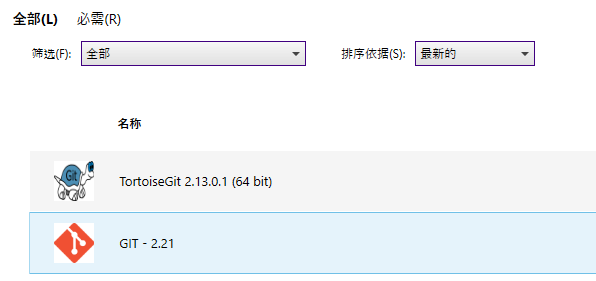 全部(L) 必需(R)
筛选(F): 全部 排序依据(S): 最新的
名称
Git
TortoiseGit 2.13.0.1 (64 bit)
GIT - 2.21